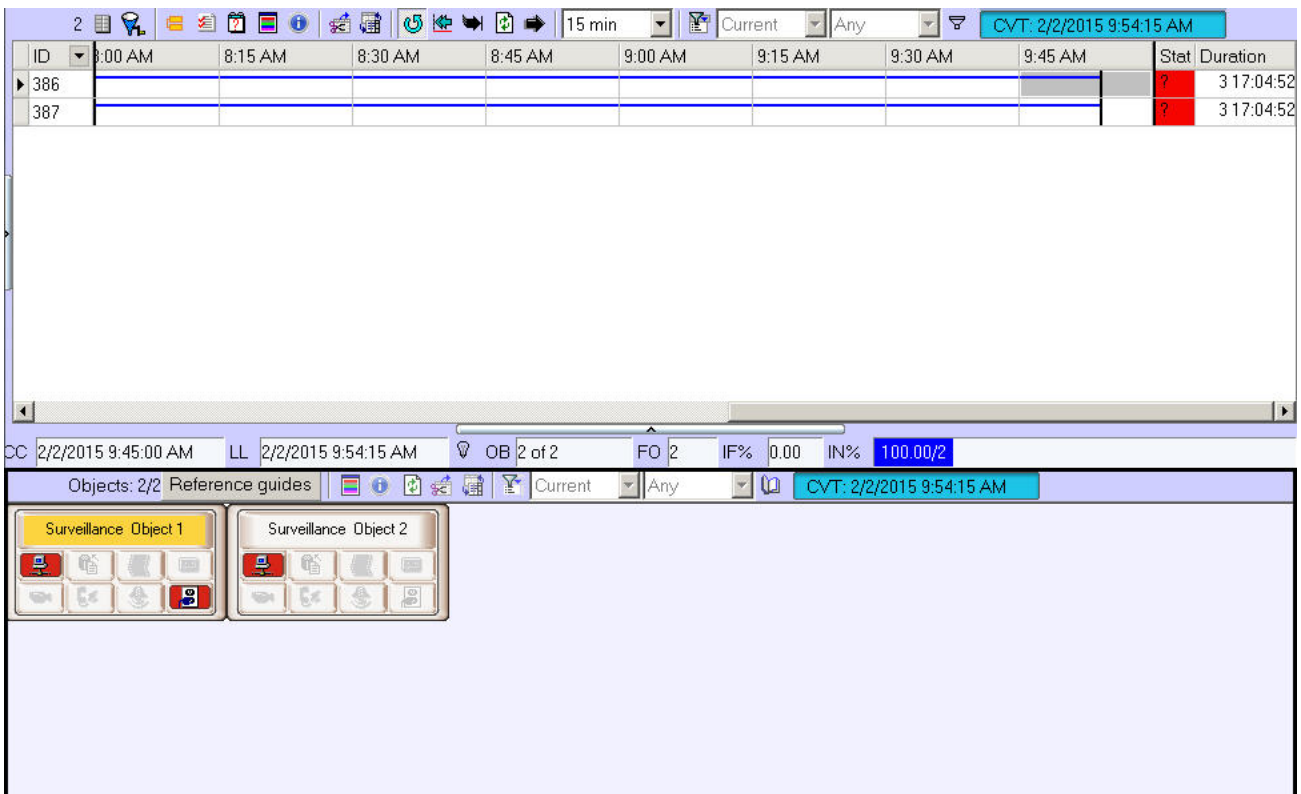 2 15 min Current Any CVT: 2/2/2015 9:54:15 AM
ID 8:00 AM 8:15 AM 8:30 AM 8:45 AM 9:00 AM 9:15 AM 9:30 AM 9:45 AM Stat Duration
386 ? 3 17:04:52
387 ? 3 17:04:52
CC 2/2/2015 9:45:00 AM LL 2/2/2015 9:54:15 AM OB 2 of 2 FO 2 IF% 0.00 IN% 100.00/2
Objects: 2/2 Reference guides Current Any CVT: 2/2/2015 9:54:15 AM
Surveillance Object 1 Surveillance Object 2